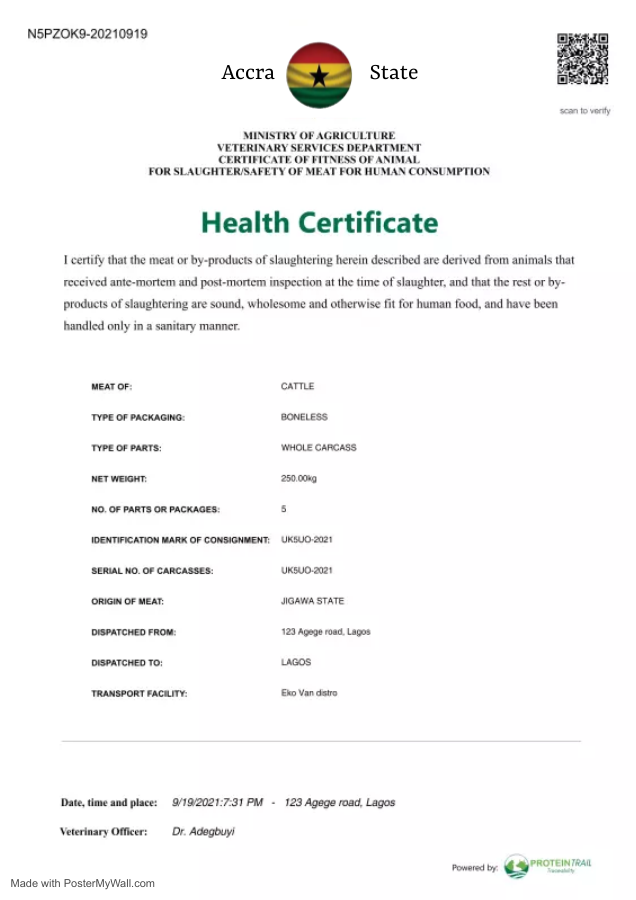 N5PZOK9-20210919
Accra State
scan to verify
MINISTRY OF AGRICULTURE
VETERINARY SERVICES DEPARTMENT
CERTIFICATE OF FITNESS OF ANIMAL
FOR SLAUGHTER/SAFETY OF MEAT FOR HUMAN CONSUMPTION
Health Certificate
I certify that the meat or by-products of slaughtering herein described are derived from animals that
received ante-mortem and post-mortem inspection at the time of slaughter, and that the rest or by-
products of slaughtering are sound, wholesome and otherwise fit for human food, and have been
handled only in a sanitary manner.
MEAT OF: CATTLE
TYPE OF PACKAGING: BONELESS
TYPE OF PARTS: WHOLE CARCASS
NET WEIGHT: 250.00kg
NO. OF PARTS OR PACKAGES: 5
IDENTIFICATION MARK OF CONSIGNMENT: UK5UO-2021
SERIAL NO. OF CARCASSES: UK5UO-2021
ORIGIN OF MEAT: JIGAWA STATE
DISPATCHED FROM: 123 Agege road, Lagos
DISPATCHED TO: LAGOS
TRANSPORT FACILITY: Eko Van distro
Date, time and place: 9/19/2021:7:31 PM - 123 Agege road, Lagos
Veterinary Officer: Dr. Adegbuyi
Powered by: PROTEINTRAIL
Traceability
Made with PosterMyWall.com